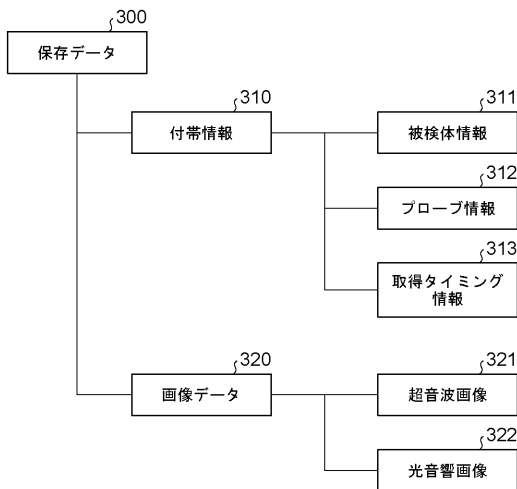 300
保存データ
310
付帯情報
311
被検体情報
312
プローブ情報
313
取得タイミング
情報
320
画像データ
321
超音波画像
322
光音響画像